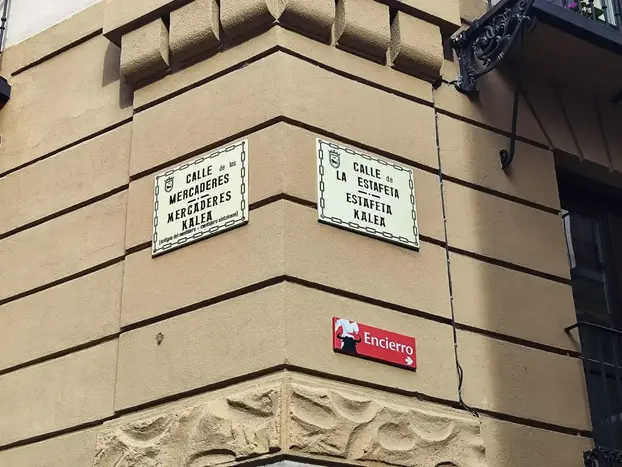 CALLE de los
MERCADERES
MERCADERES
KALEA
CALLE de
LA ESTAFETA
ESTAFETA
KALEA
Encierro